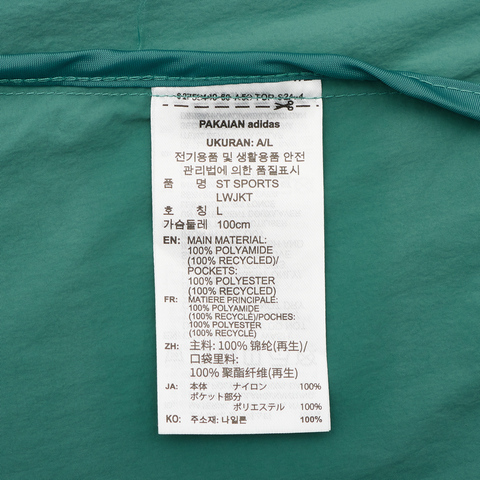 PAKAIAN adidas
UKURAN: A/L
전기용품 및 생활용품 안전
관리법에 의한 품질표시
품 명 ST SPORTS
LWJKT
호 칭 L
가슴둘레 100cm
EN: MAIN MATERIAL:
100% POLYAMIDE
(100% RECYCLED)/
POCKETS:
100% POLYESTER
(100% RECYCLED)
FR: MATIERE PRINCIPALE:
100% POLYAMIDE
(100% RECYCLÉ)/POCHES:
100% POLYESTER
(100% RECYCLÉ)
ZH: 主料: 100% 锦纶(再生)/
口袋里料:
100% 聚酯纤维(再生)
JA: 本体 ナイロン 100%
ポケット部分
ポリエステル 100%
KO: 주소재: 나일론 100%